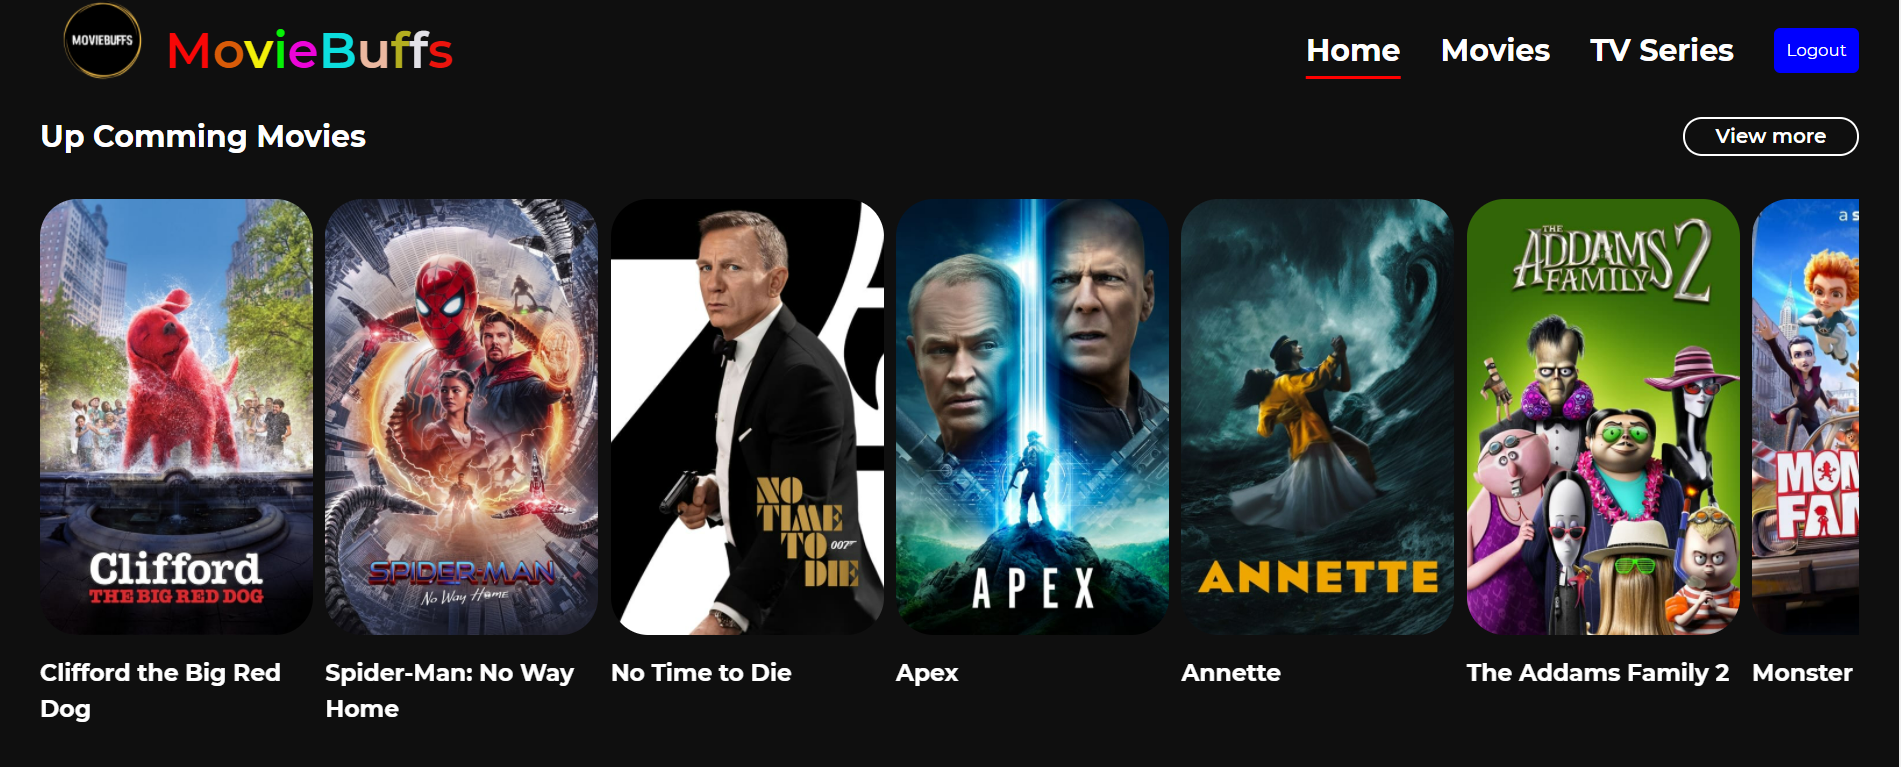 MOVIEBUFFS
MovieBuffs
Home Movies TV Series Logout
Up Comming Movies
View more
Clifford
THE BIG RED DOG
SPIDER-MAN
No Way Home
NO
TIME
TO
DIE
007
APEX
ANNETTE
THE
ADDAMS
FAMILY 2
a s
MON
FAM
Clifford the Big Red
Dog
Spider-Man: No Way
Home
No Time to Die
Apex
Annette
The Addams Family 2
Monster